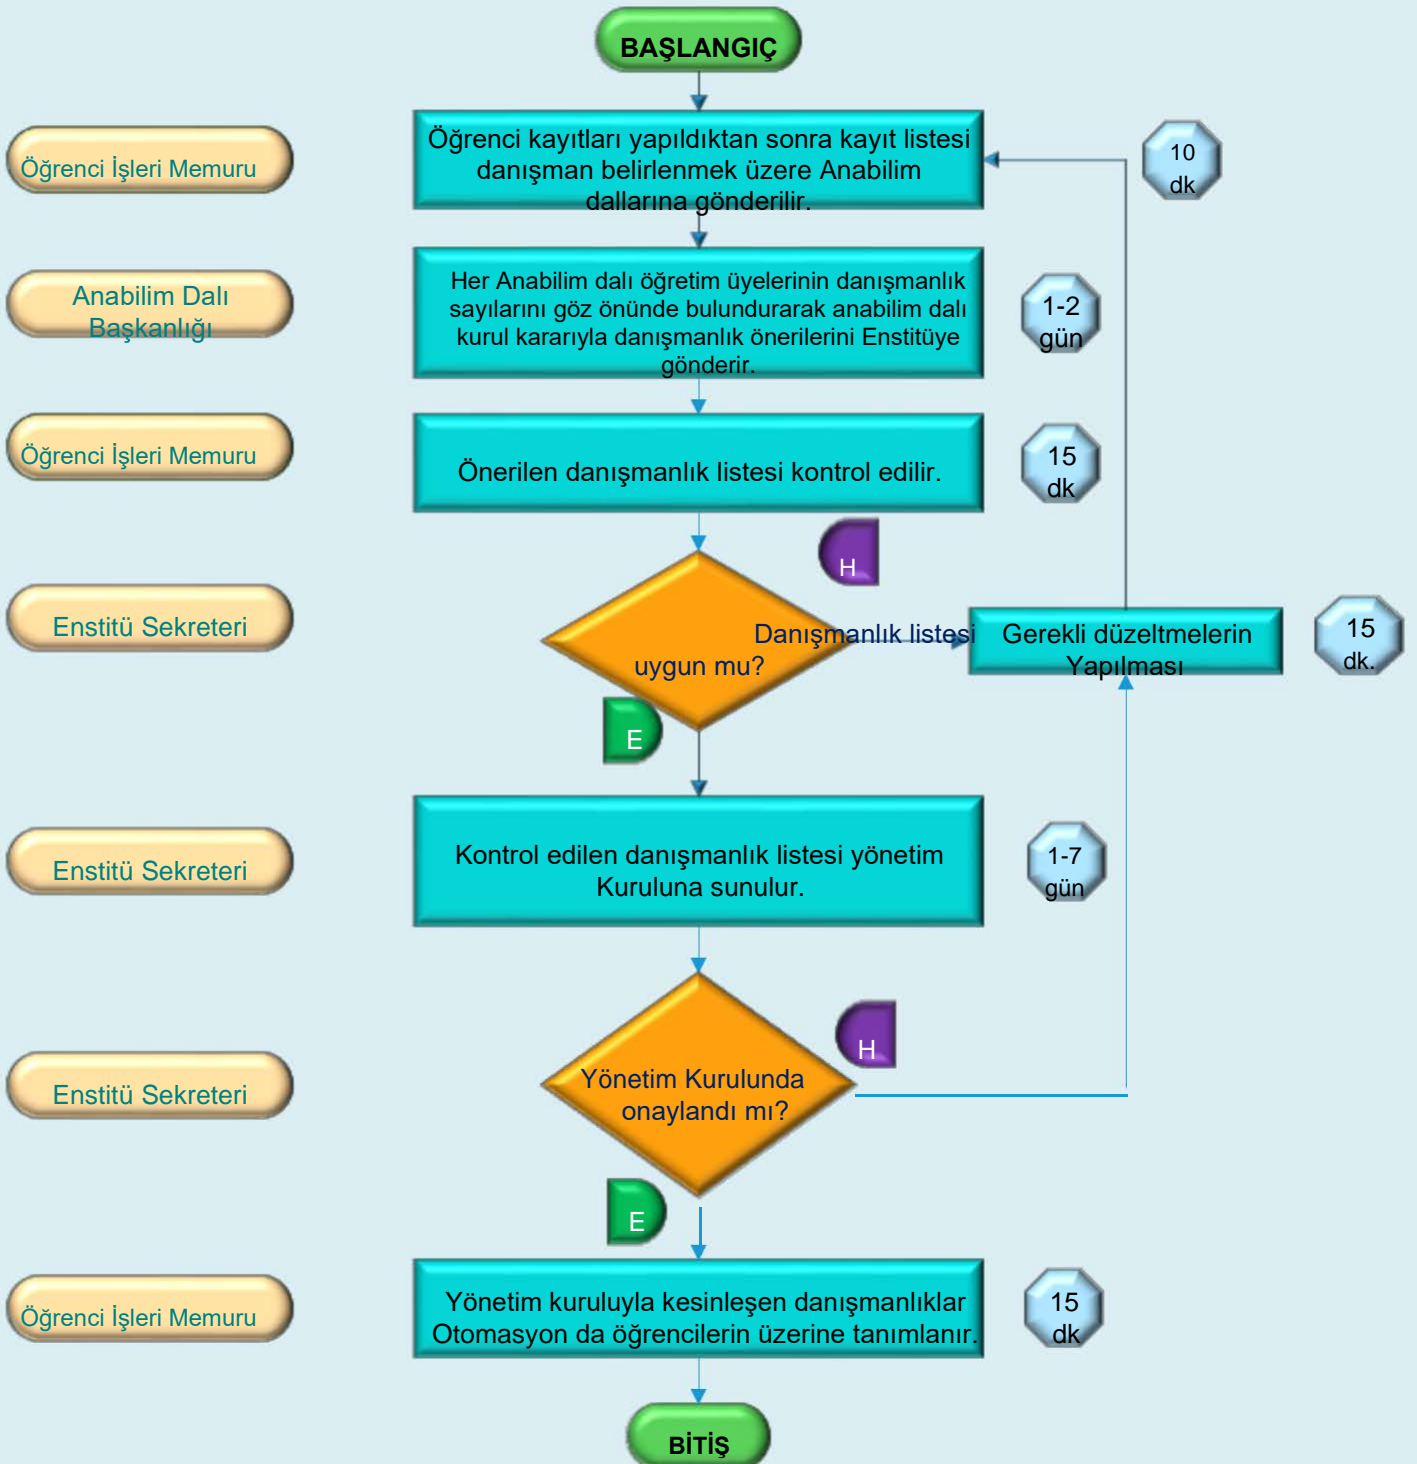 BAŞLANGIÇ
Öğrenci İşleri Memuru
Öğrenci kayıtları yapıldıktan sonra kayıt listesi
danışman belirlenmek üzere Anabilim
dallarına gönderilir.
10
dk
Anabilim Dalı
Başkanlığı
Her Anabilim dalı öğretim üyelerinin danışmanlık
sayılarını göz önünde bulundurarak anabilim dalı
kurul kararıyla danışmanlık önerilerini Enstitüye
gönderir.
1-2
gün
Öğrenci İşleri Memuru
Önerilen danışmanlık listesi kontrol edilir.
15
dk
H
Enstitü Sekreteri
Danışmanlık listesi
uygun mu?
Gerekli düzeltmelerin
Yapılması
15
dk.
E
Enstitü Sekreteri
Kontrol edilen danışmanlık listesi yönetim
Kuruluna sunulur.
1-7
gün
H
Enstitü Sekreteri
Yönetim Kurulunda
onaylandı mı?
E
Öğrenci İşleri Memuru
Yönetim kuruluyla kesinleşen danışmanlıklar
Otomasyon da öğrencilerin üzerine tanımlanır.
15
dk
BİTİŞ